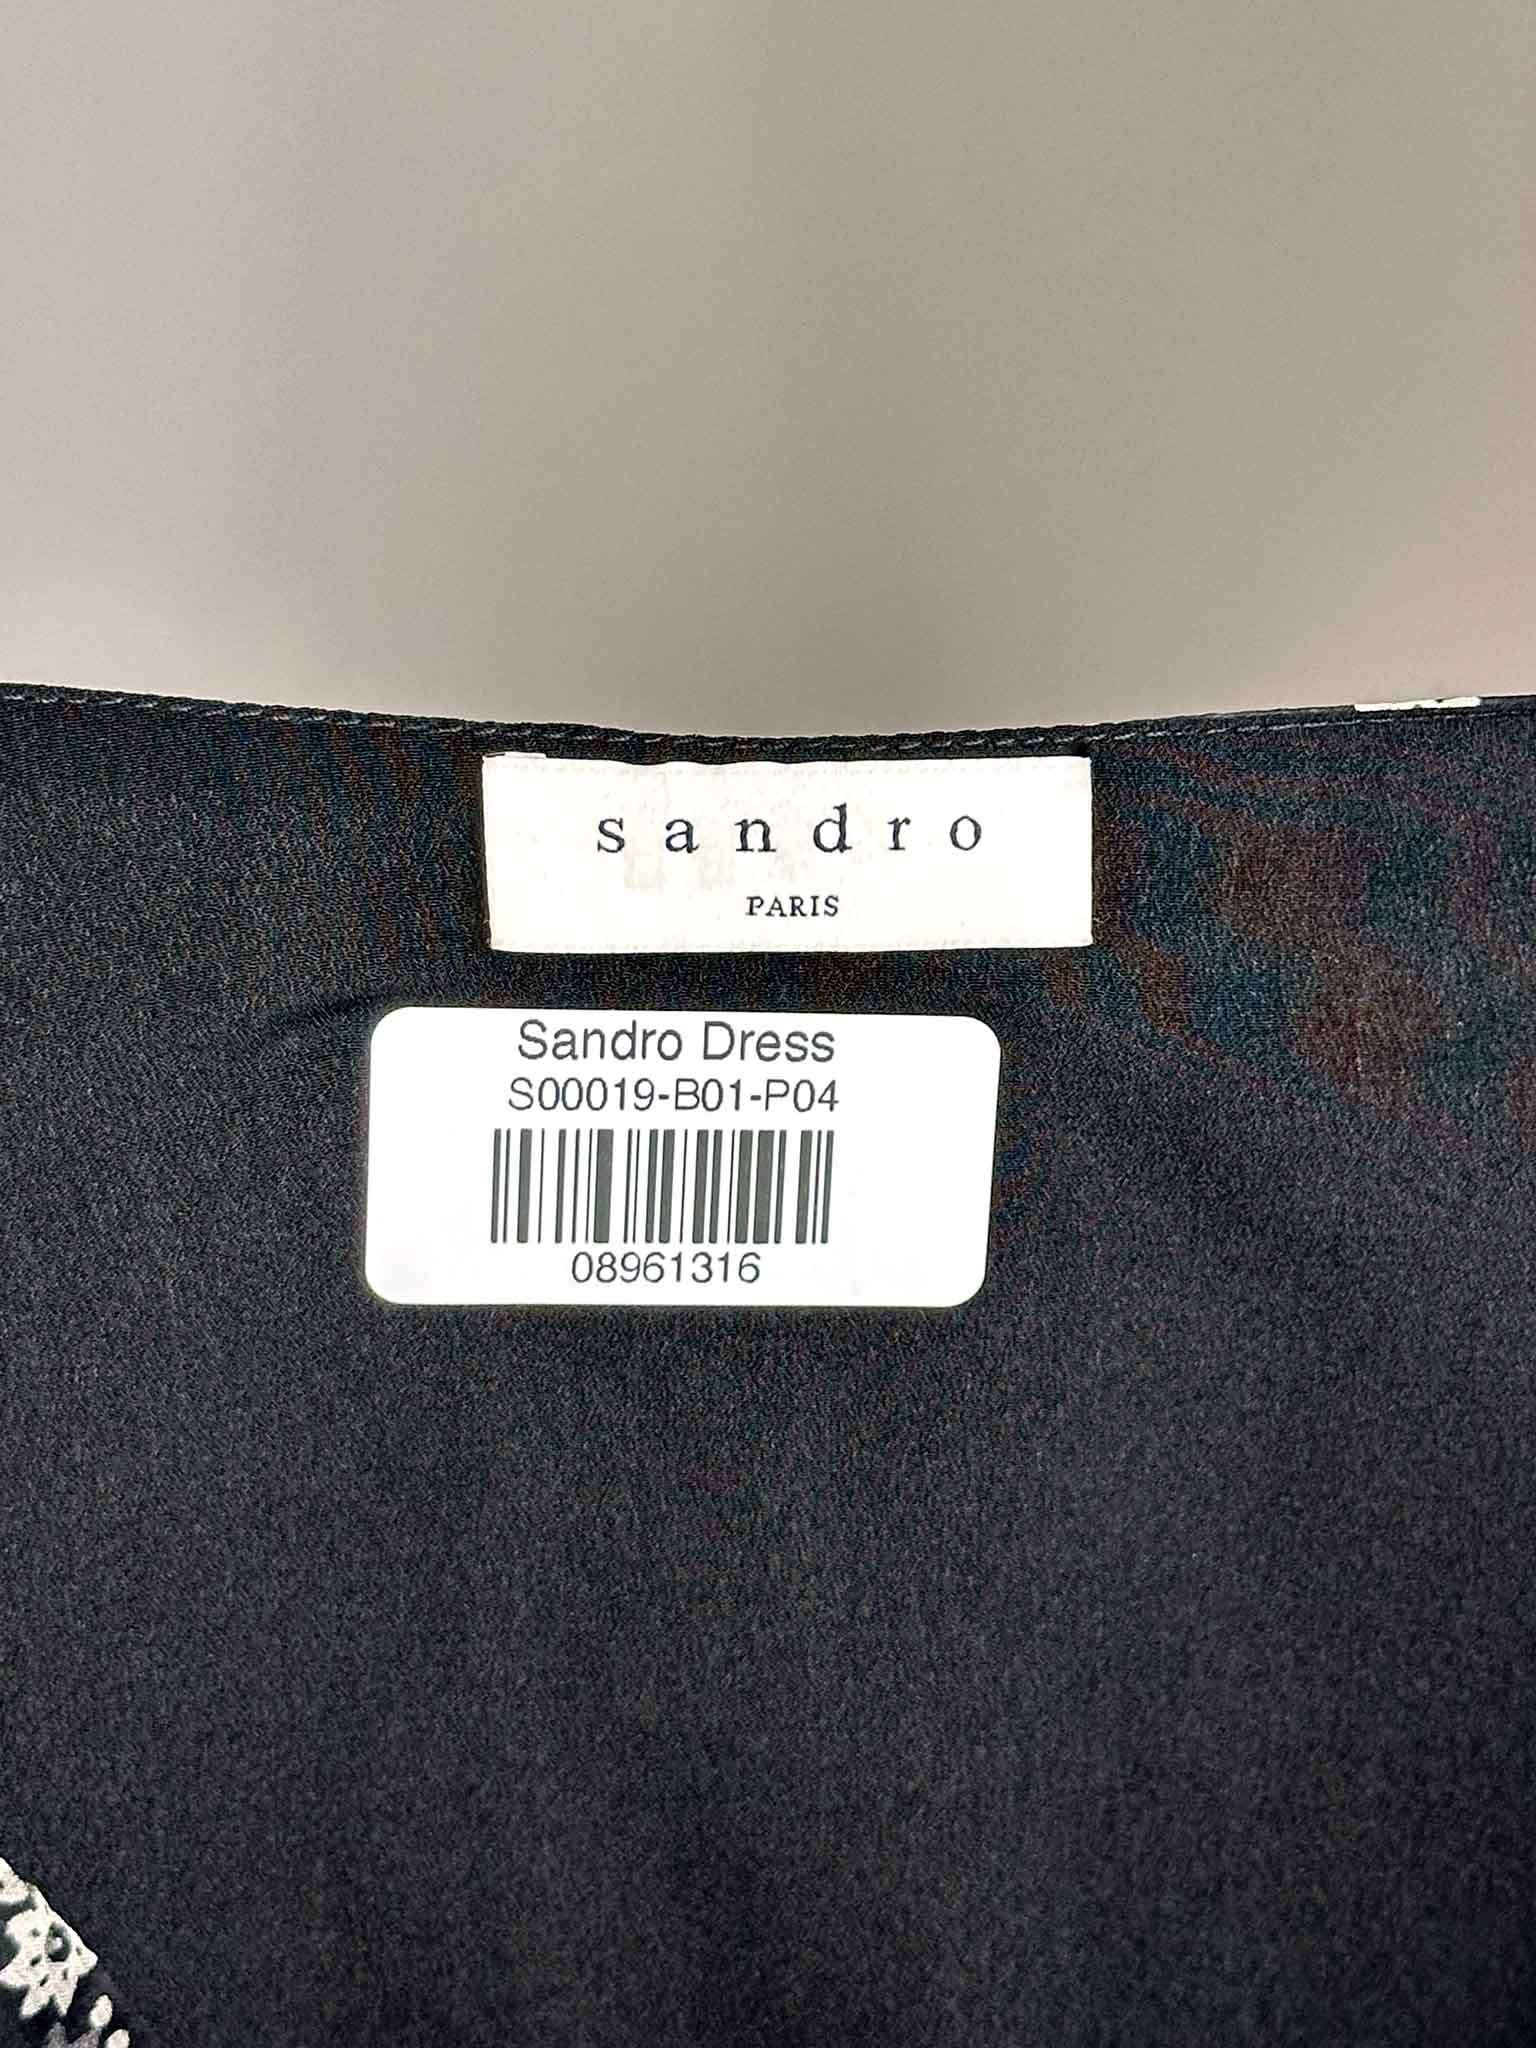 sandro
PARIS
Sandro Dress
S00019-B01-P04
08961316